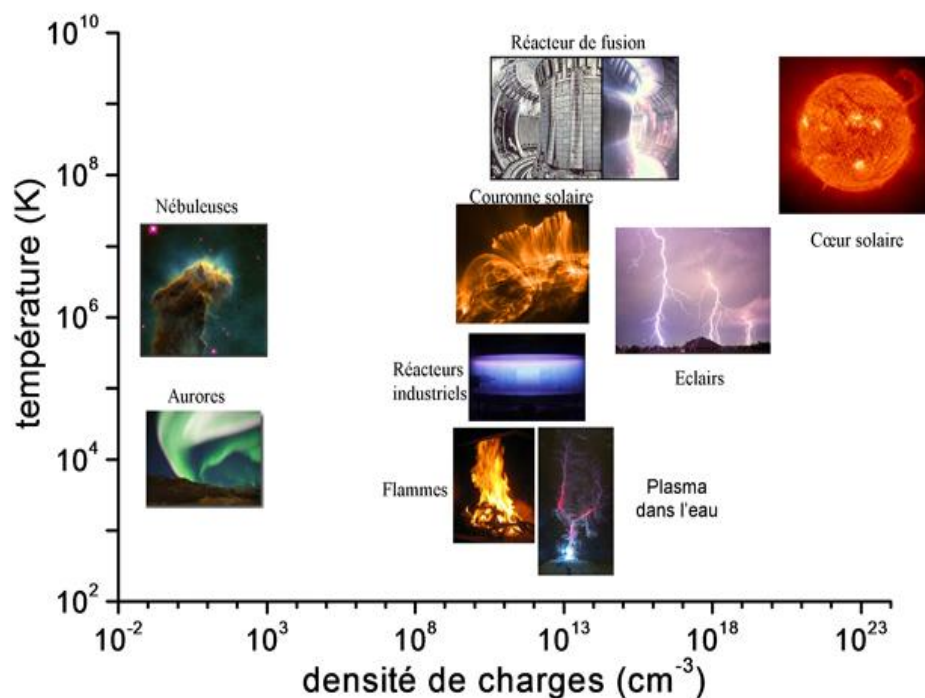 10^10
Réacteur de fusion
10^8
Couronne solaire
Nébuleuses
Cœur solaire
température (K)
10^6
Réacteurs
industriels
Eclairs
Aurores
10^4
Flammes
Plasma
dans l'eau
10^2
10^-2
10^3
10^8
10^13
10^18
10^23
densité de charges (cm^-3)